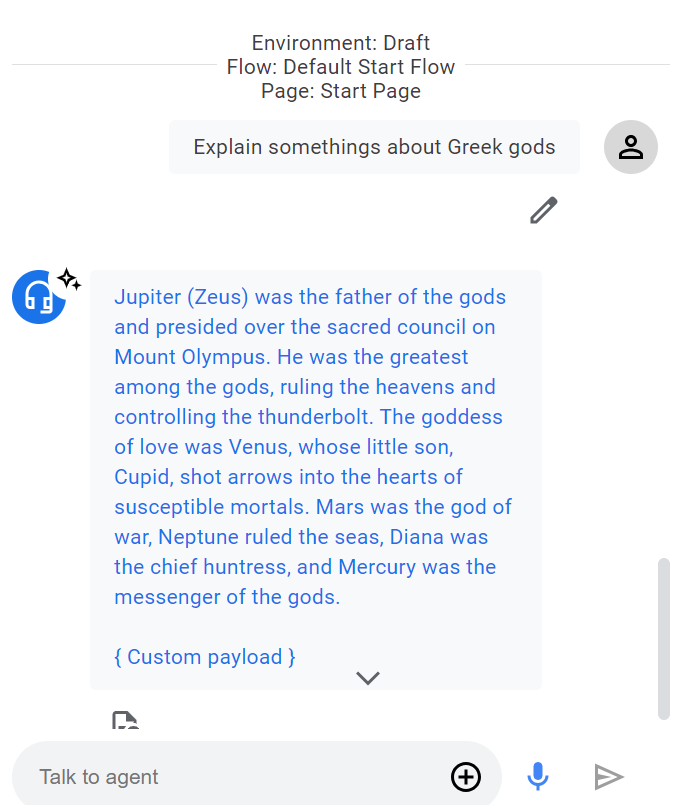 Environment: Draft
Flow: Default Start Flow
Page: Start Page
Explain somethings about Greek gods
Jupiter (Zeus) was the father of the gods
and presided over the sacred council on
Mount Olympus. He was the greatest
among the gods, ruling the heavens and
controlling the thunderbolt. The goddess
of love was Venus, whose little son,
Cupid, shot arrows into the hearts of
susceptible mortals. Mars was the god of
war, Neptune ruled the seas, Diana was
the chief huntress, and Mercury was the
messenger of the gods.
{ Custom payload }
Talk to agent